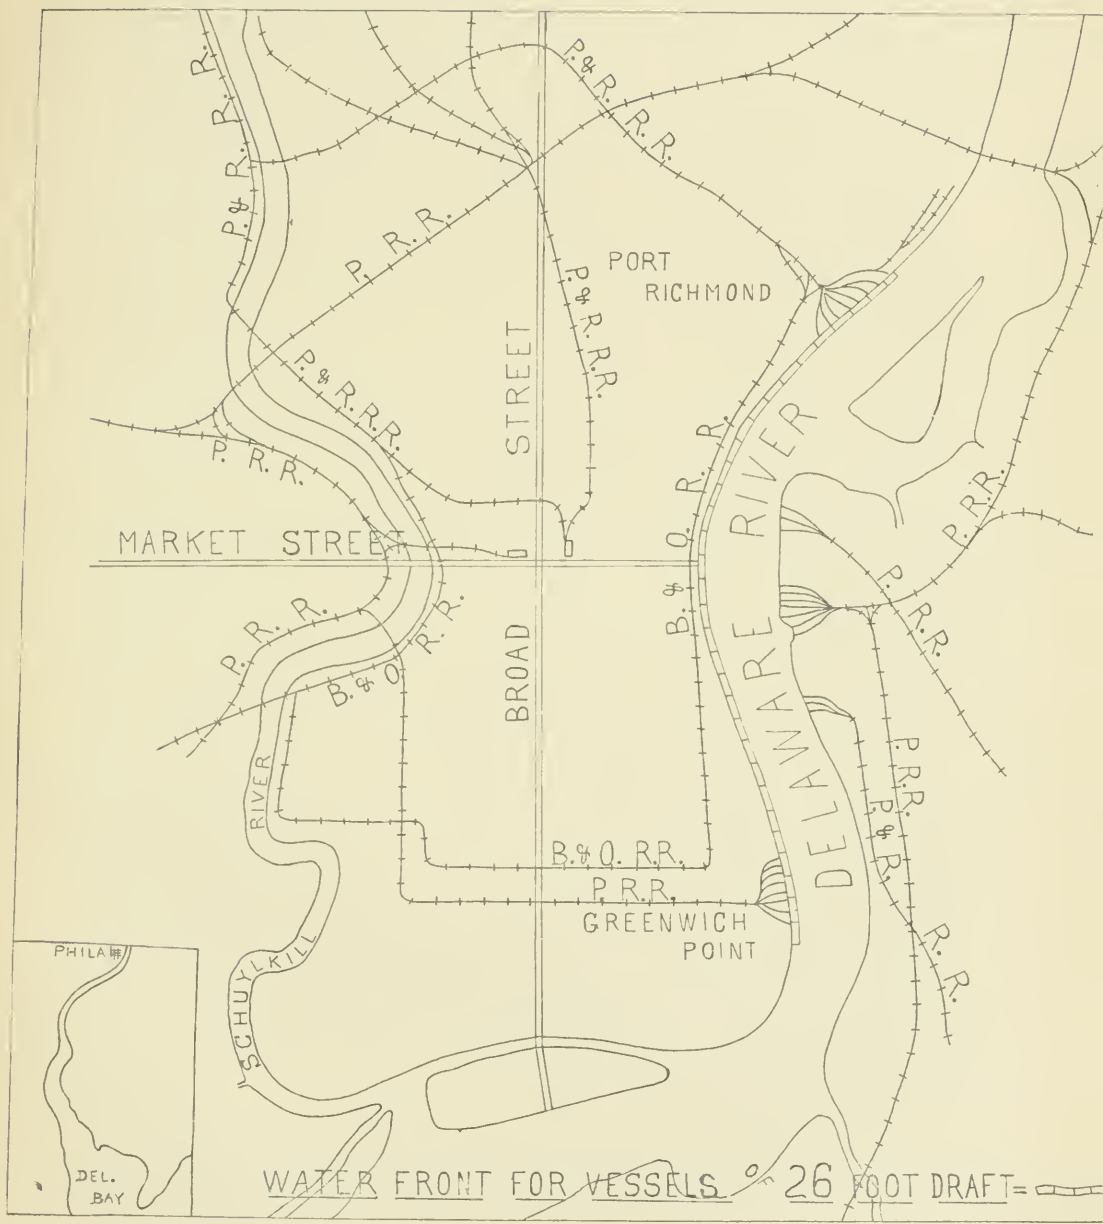 P. & R. R. R.
P. & R. R. R.
P. R. R.
PORT
RICHMOND
P. & R. R. R.
P. & R. R. R.
STREET
P. R. R.
B. & O. R. R.
DELAWARE RIVER
MARKET STREET
P. R. R.
P. R. R.
P. R. R.
B. & O. R. R.
BROAD
P. R. R.
P. & R. R. R.
RIVER
B. & O. R.R.
P. R. R.
GREENWICH
POINT
SCHUYLKILL
PHILA
DEL.
BAY
WATER FRONT FOR VESSELS OF 26 FOOT DRAFT=